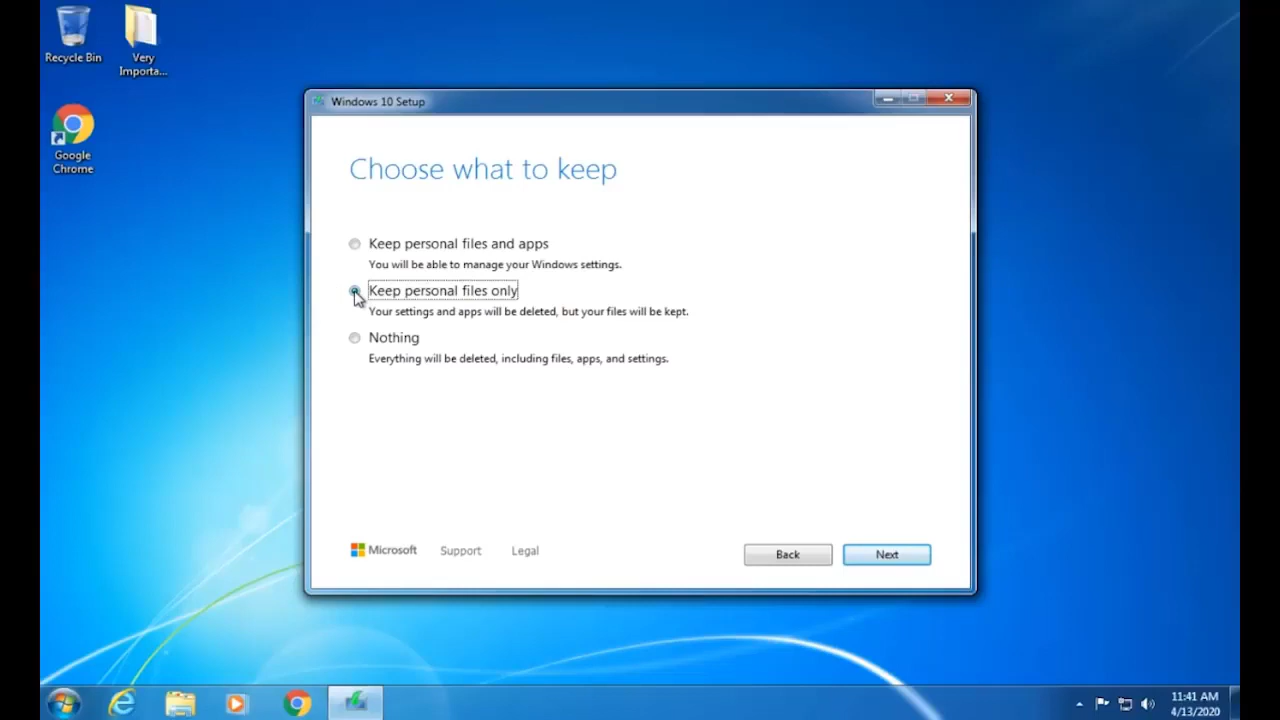 Recycle Bin
Very
Importa...
Google
Chrome
Windows 10 Setup
Choose what to keep
Keep personal files and apps
You will be able to manage your Windows settings.
Keep personal files only
Your settings and apps will be deleted, but your files will be kept.
Nothing
Everything will be deleted, including files, apps, and settings.
Microsoft Support Legal
Back Next
11:41 AM
4/13/2020